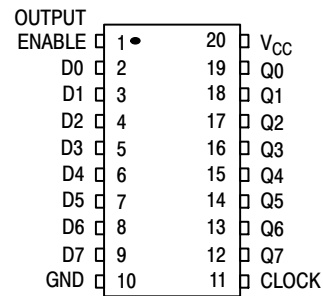 OUTPUT
ENABLE 1 20 VCC
D0 2 19 Q0
D1 3 18 Q1
D2 4 17 Q2
D3 5 16 Q3
D4 6 15 Q4
D5 7 14 Q5
D6 8 13 Q6
D7 9 12 Q7
GND 10 11 CLOCK